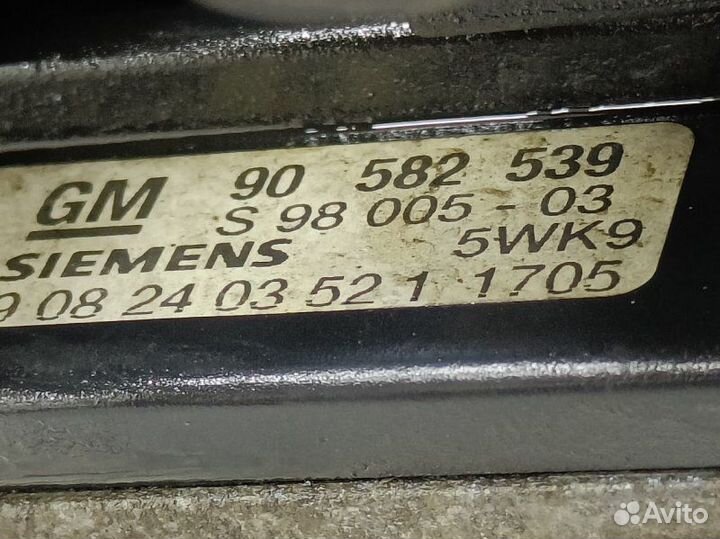 GM 90 582 539
S 98 005 - 03
SIEMENS 5WK9
9 08 24 03 52 1 1705
Avito